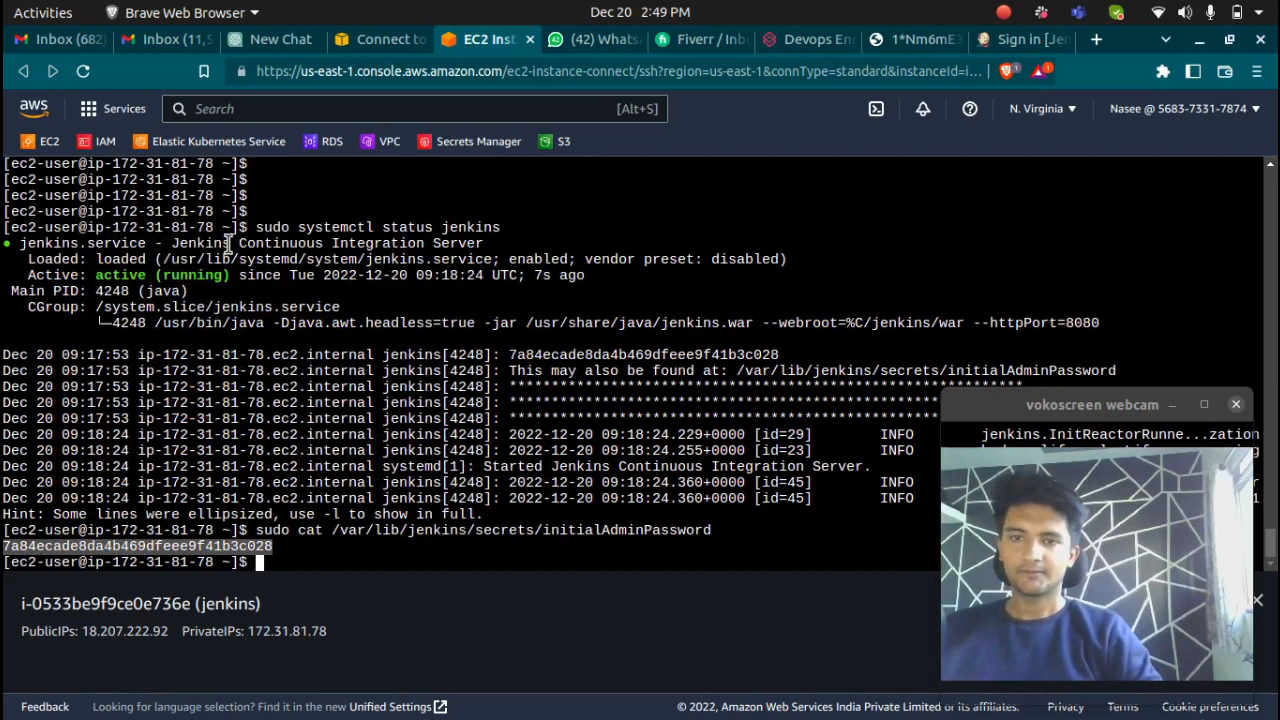 Activities
Brave Web Browser
Dec 20 2:49 PM
Inbox (682)
Inbox (11,5
New Chat
Connect to
EC2 Inst
(42) Whats
Fiverr / Inb
Devops En
1*Nm6mE3
Sign in [Jen
https://us-east-1.console.aws.amazon.com/ec2-instance-connect/ssh?region=us-east-1&connType=standard&instanceId=i…
aws
Services
Search
[Alt+S]
N. Virginia
Nasee @ 5683-7331-7874
EC2
IAM
Elastic Kubernetes Service
RDS
VPC
Secrets Manager
S3
[ec2-user@ip-172-31-81-78 ~]$
[ec2-user@ip-172-31-81-78 ~]$
[ec2-user@ip-172-31-81-78 ~]$
[ec2-user@ip-172-31-81-78 ~]$
[ec2-user@ip-172-31-81-78 ~]$ sudo systemctl status jenkins
● jenkins.service - Jenkins Continuous Integration Server
Loaded: loaded (/usr/lib/systemd/system/jenkins.service; enabled; vendor preset: disabled)
Active: active (running) since Tue 2022-12-20 09:18:24 UTC; 7s ago
Main PID: 4248 (java)
CGroup: /system.slice/jenkins.service
└─4248 /usr/bin/java -Djava.awt.headless=true -jar /usr/share/java/jenkins.war --webroot=%C/jenkins/war --httpPort=8080
Dec 20 09:17:53 ip-172-31-81-78.ec2.internal jenkins[4248]: 7a84ecade8da4b469dfeee9f41b3c028
Dec 20 09:17:53 ip-172-31-81-78.ec2.internal jenkins[4248]: This may also be found at: /var/lib/jenkins/secrets/initialAdminPassword
Dec 20 09:17:53 ip-172-31-81-78.ec2.internal jenkins[4248]: *************************************************************
Dec 20 09:17:53 ip-172-31-81-78.ec2.internal jenkins[4248]: ***************************************************
Dec 20 09:17:53 ip-172-31-81-78.ec2.internal jenkins[4248]: ***************************************************
Dec 20 09:18:24 ip-172-31-81-78.ec2.internal jenkins[4248]: 2022-12-20 09:18:24.229+0000 [id=29] INFO jenkins.InitReactorRunne...zation
Dec 20 09:18:24 ip-172-31-81-78.ec2.internal jenkins[4248]: 2022-12-20 09:18:24.255+0000 [id=23] INFO
Dec 20 09:18:24 ip-172-31-81-78.ec2.internal systemd[1]: Started Jenkins Continuous Integration Server.
Dec 20 09:18:24 ip-172-31-81-78.ec2.internal jenkins[4248]: 2022-12-20 09:18:24.360+0000 [id=45] INFO
Dec 20 09:18:24 ip-172-31-81-78.ec2.internal jenkins[4248]: 2022-12-20 09:18:24.360+0000 [id=45] INFO
Hint: Some lines were ellipsized, use -l to show in full.
[ec2-user@ip-172-31-81-78 ~]$ sudo cat /var/lib/jenkins/secrets/initialAdminPassword
7a84ecade8da4b469dfeee9f41b3c028
[ec2-user@ip-172-31-81-78 ~]$
vokoscreen webcam
i-0533be9f9ce0e736e (jenkins)
PublicIPs: 18.207.222.92 PrivateIPs: 172.31.81.78
Feedback
Looking for language selection? Find it in the new Unified Settings
© 2022, Amazon Web Services India Private Limited or its affiliates.
Privacy
Terms
Cookie preferences